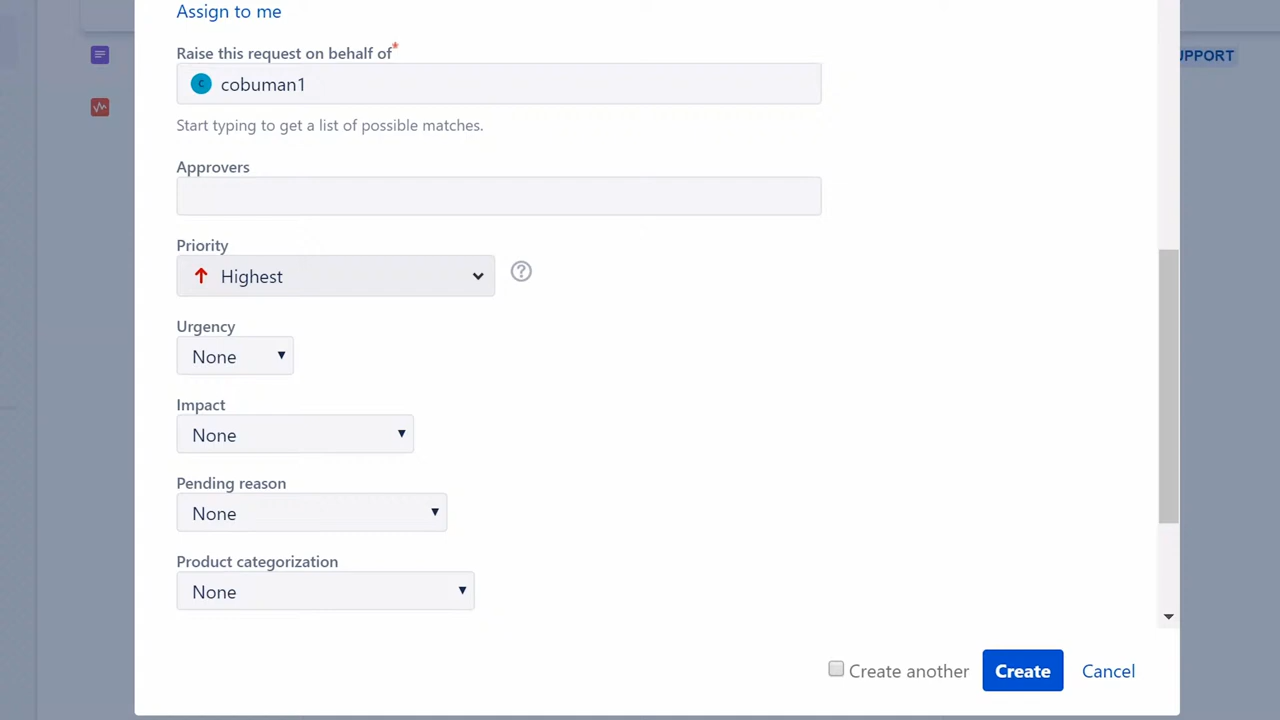 Assign to me
UPPORT
Raise this request on behalf of*
C cobuman1
Start typing to get a list of possible matches.
Approvers
Priority
Highest ?
Urgency
None
Impact
None
Pending reason
None
Product categorization
None
Create another Create Cancel